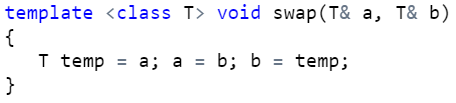 template <class T> void swap(T& a, T& b)
{
   T temp = a; a = b; b = temp;
}